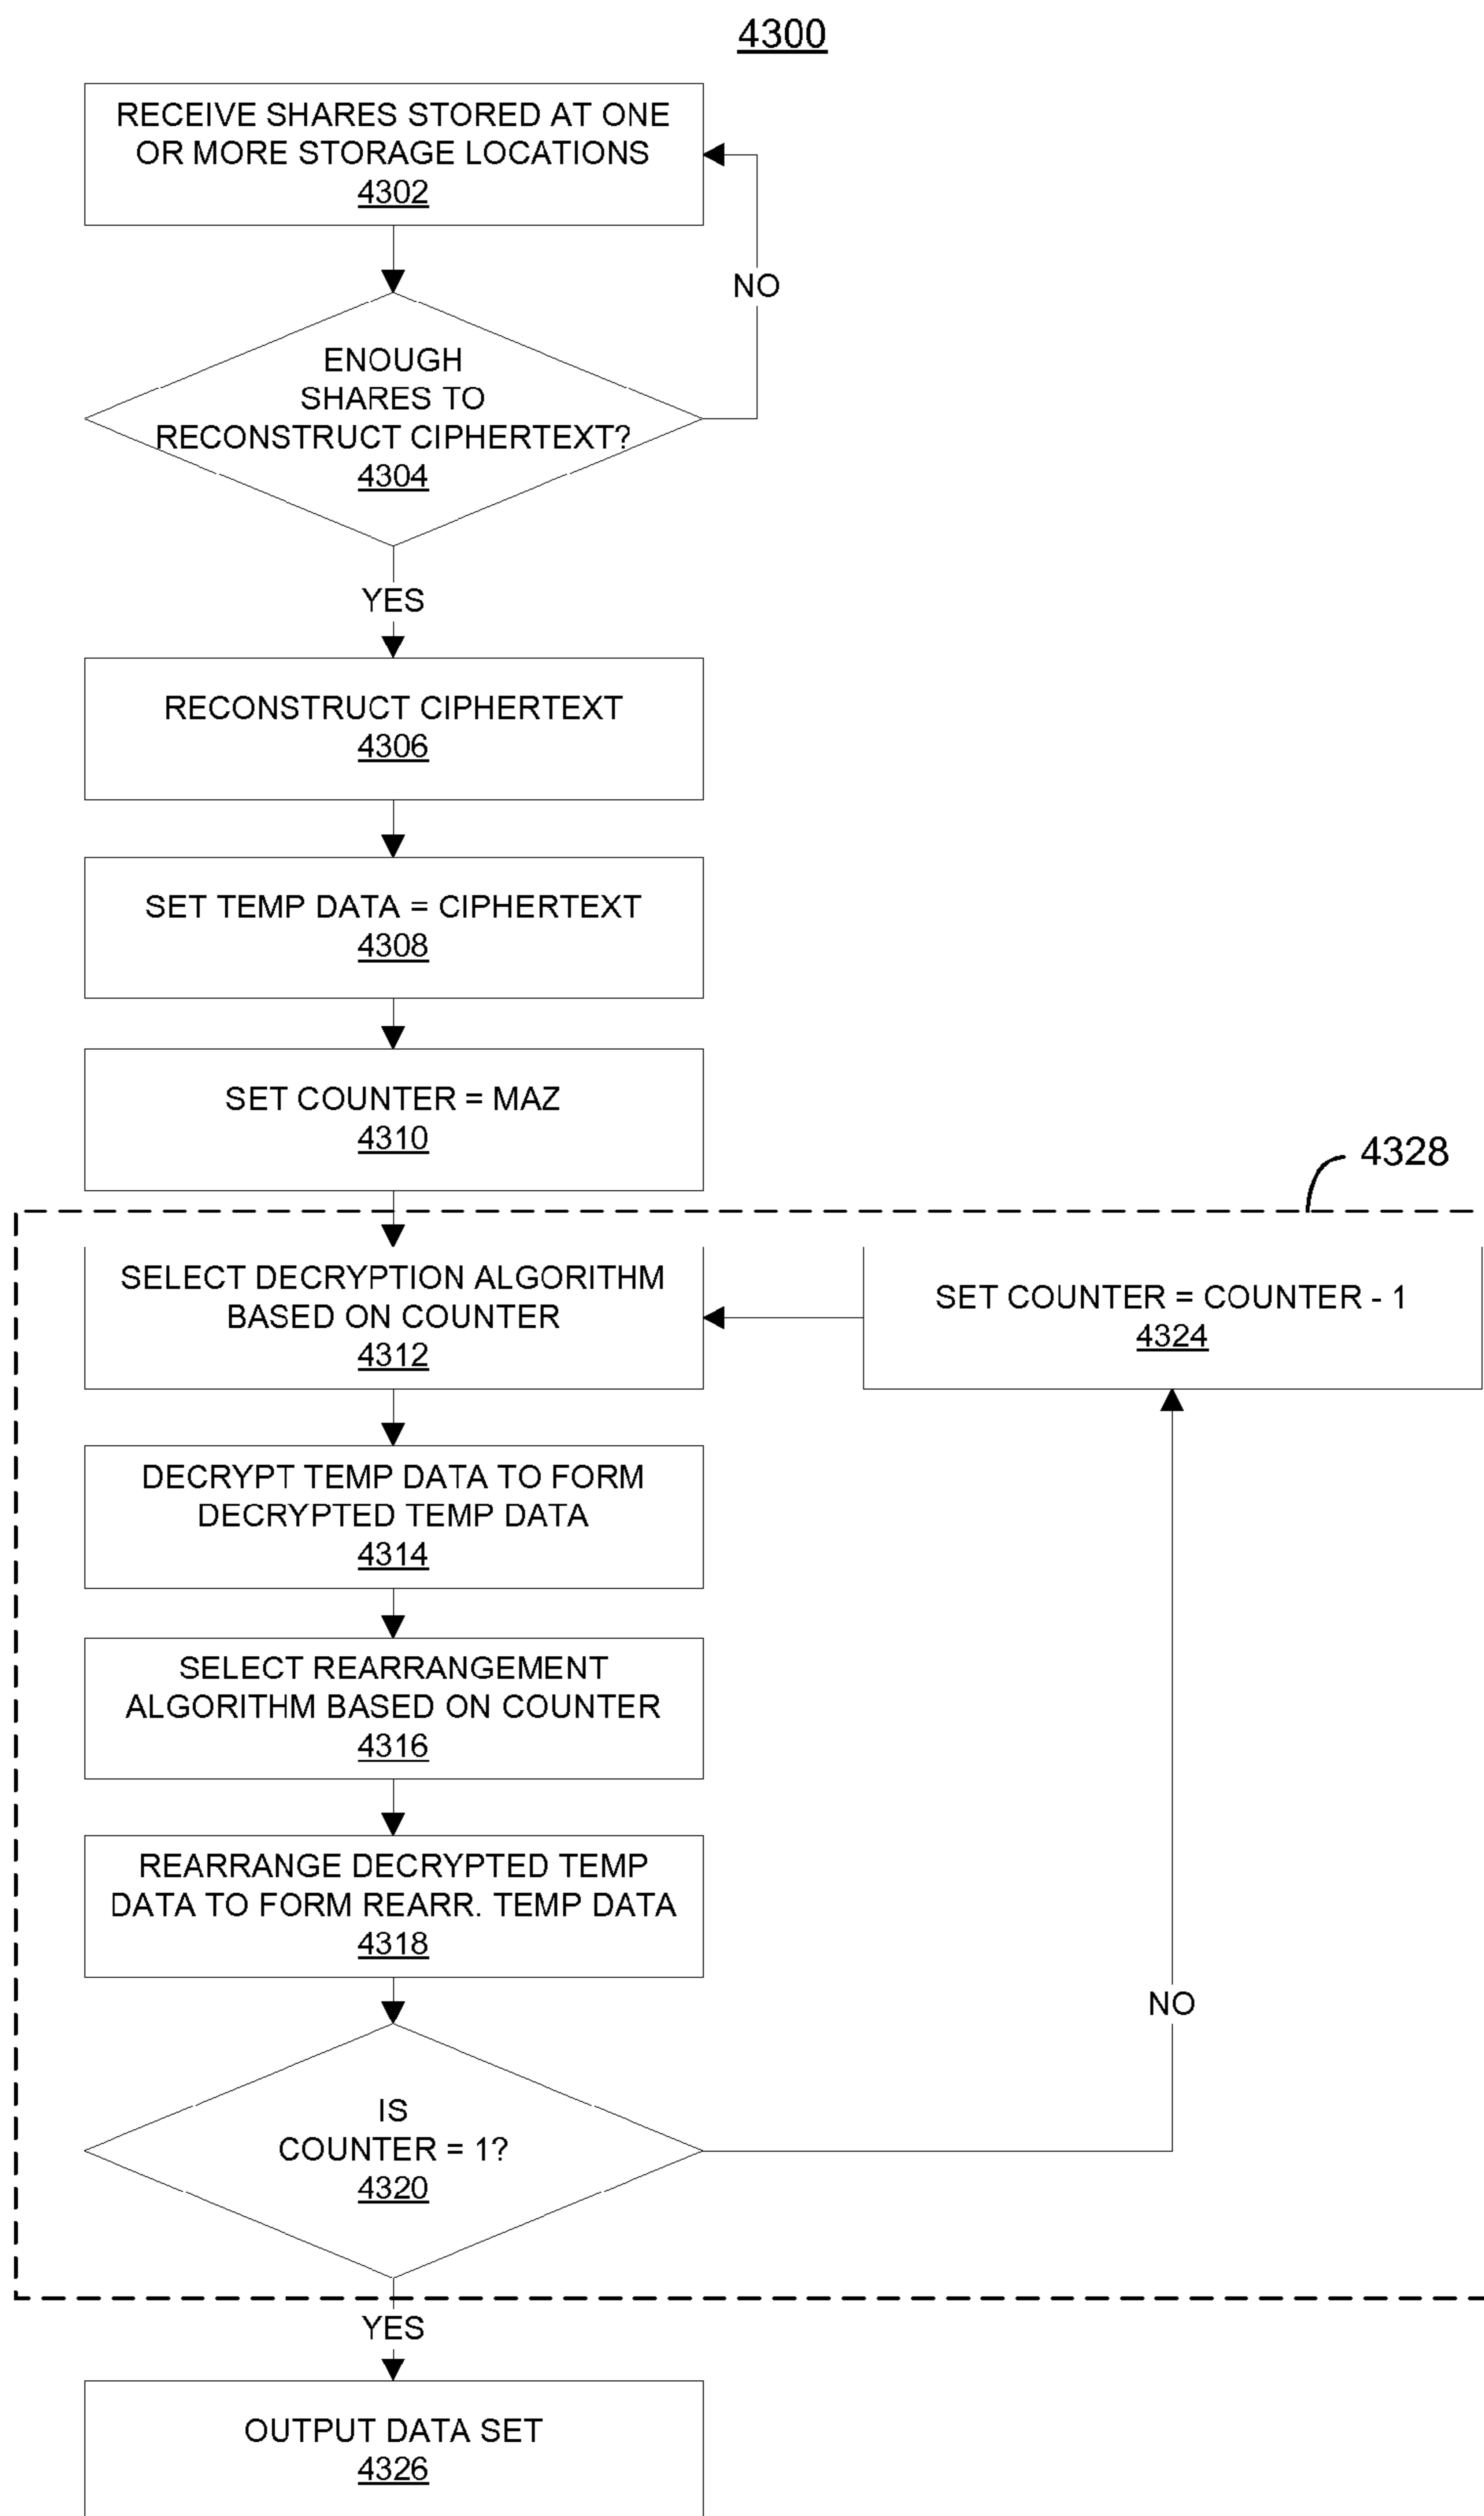 4300
RECEIVE SHARES STORED AT ONE
OR MORE STORAGE LOCATIONS
4302
NO
ENOUGH
SHARES TO
RECONSTRUCT CIPHERTEXT?
4304
YES
RECONSTRUCT CIPHERTEXT
4306
SET TEMP DATA = CIPHERTEXT
4308
SET COUNTER = MAZ
4310
4328
SELECT DECRYPTION ALGORITHM
BASED ON COUNTER
4312
SET COUNTER = COUNTER - 1
4324
DECRYPT TEMP DATA TO FORM
DECRYPTED TEMP DATA
4314
SELECT REARRANGEMENT
ALGORITHM BASED ON COUNTER
4316
REARRANGE DECRYPTED TEMP
DATA TO FORM REARR. TEMP DATA
4318
NO
IS
COUNTER = 1?
4320
YES
OUTPUT DATA SET
4326